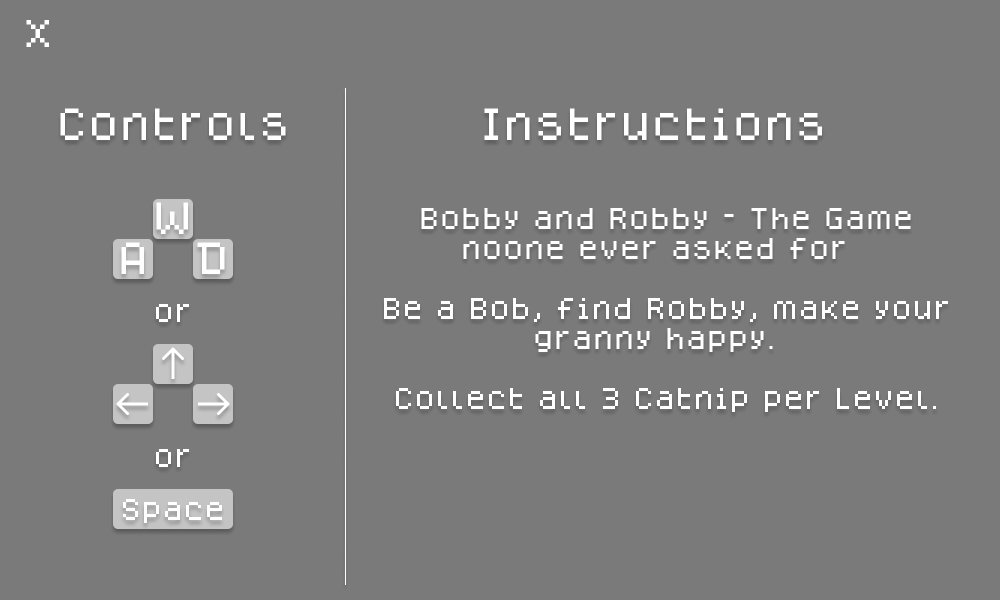 X
Controls
W
A D
or
↑
← →
or
Space
Instructions
Bobby and Robby - The Game
noone ever asked for
Be a Bob, find Robby, make your
granny happy.
Collect all 3 Catnip per Level.